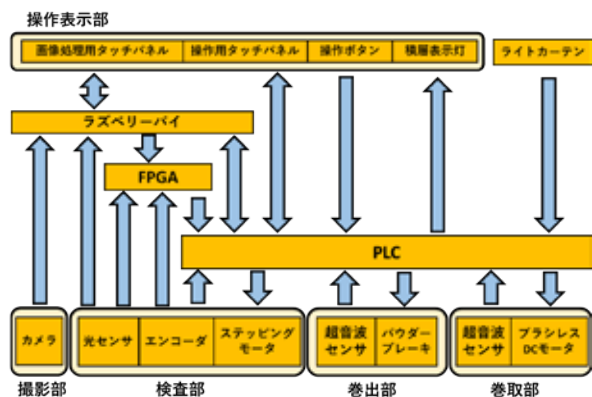 操作表示部
画像処理用タッチパネル 操作用タッチパネル 操作ボタン 積層表示灯 ライトカーテン
ラズベリーパイ
FPGA
PLC
カメラ
光センサ
エンコーダ
ステッピング
モータ
超音波
センサ
パウダー
ブレーキ
超音波
センサ
ブラシレス
DCモータ
撮影部 検査部 巻出部 巻取部